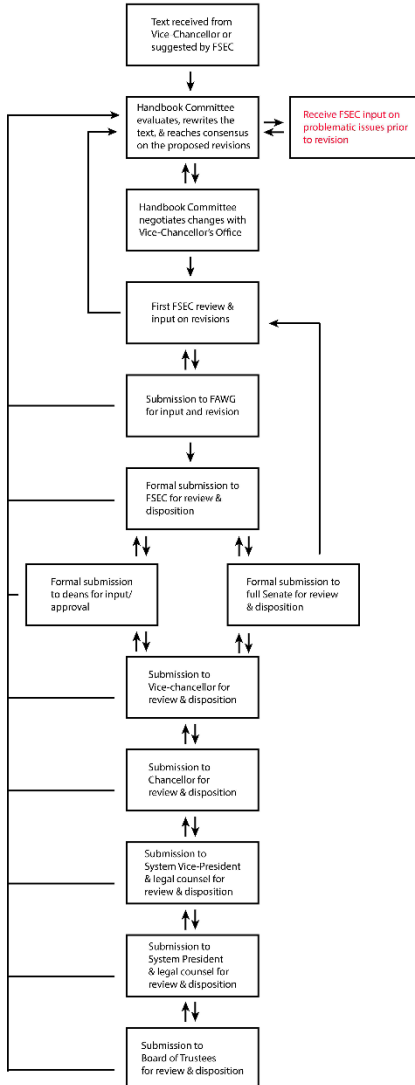 Text received from
Vice-Chancellor or
suggested by FSEC
Handbook Committee
evaluates, rewrites the
text, & reaches consensus
on the proposed revisions
Receive FSEC input on
problematic issues prior
to revision
Handbook Committee
negotiates changes with
Vice-Chancellor's Office
First FSEC review &
input on revisions
Submission to FAWG
for input and revision
Formal submission to
FSEC for review &
disposition
Formal submission
to deans for input/
approval
Formal submission to
full Senate for review
& disposition
Submission to
Vice-chancellor for
review & disposition
Submission to
Chancellor for
review & disposition
Submission to
System Vice-President
& legal counsel for
review & disposition
Submission to
System President
& legal counsel for
review & disposition
Submission to
Board of Trustees
for review & disposition